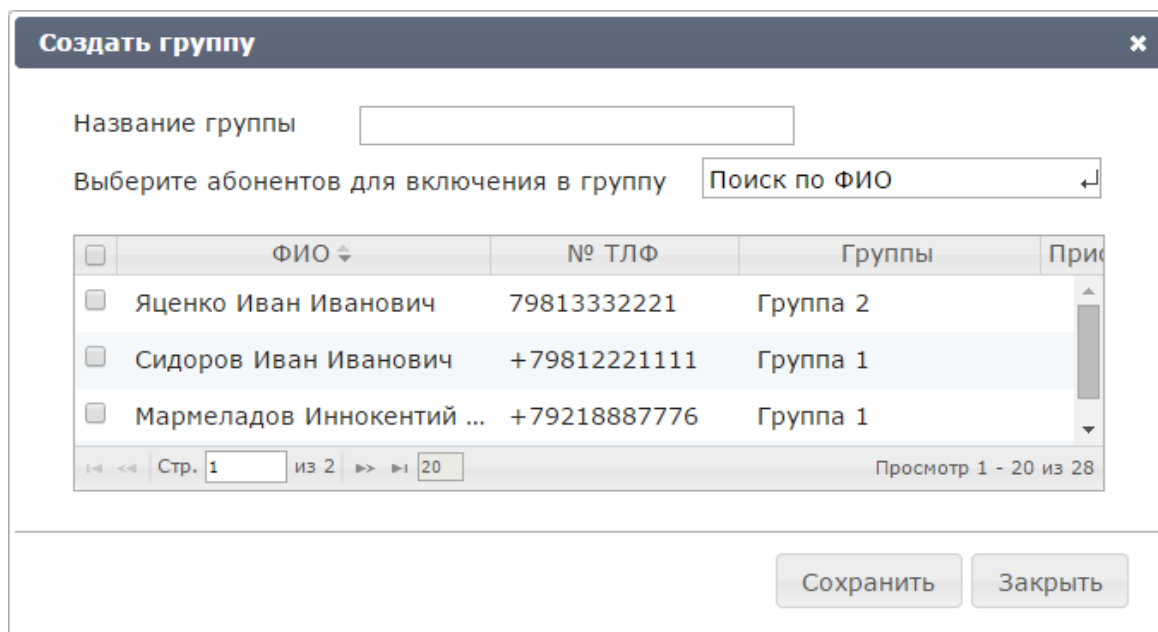 Создать группу
Название группы
Выберите абонентов для включения в группу Поиск по ФИО
ФИО № ТЛФ Группы Прис
Яценко Иван Иванович 79813332221 Группа 2
Сидоров Иван Иванович +79812221111 Группа 1
Мармеладов Иннокентий ... +79218887776 Группа 1
Стр. 1 из 2 20 Просмотр 1 - 20 из 28
Сохранить Закрыть